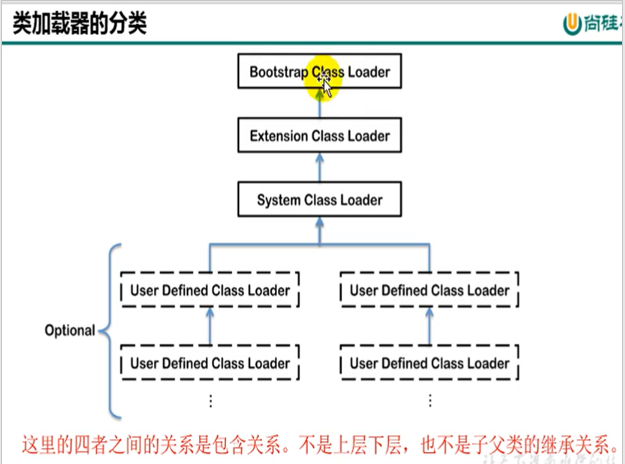 类加载器的分类
尚硅
Bootstrap Class Loader
Extension Class Loader
System Class Loader
User Defined Class Loader
User Defined Class Loader
Optional
User Defined Class Loader
User Defined Class Loader
这里的四者之间的关系是包含关系。不是上层下层，也不是子父类的继承关系。